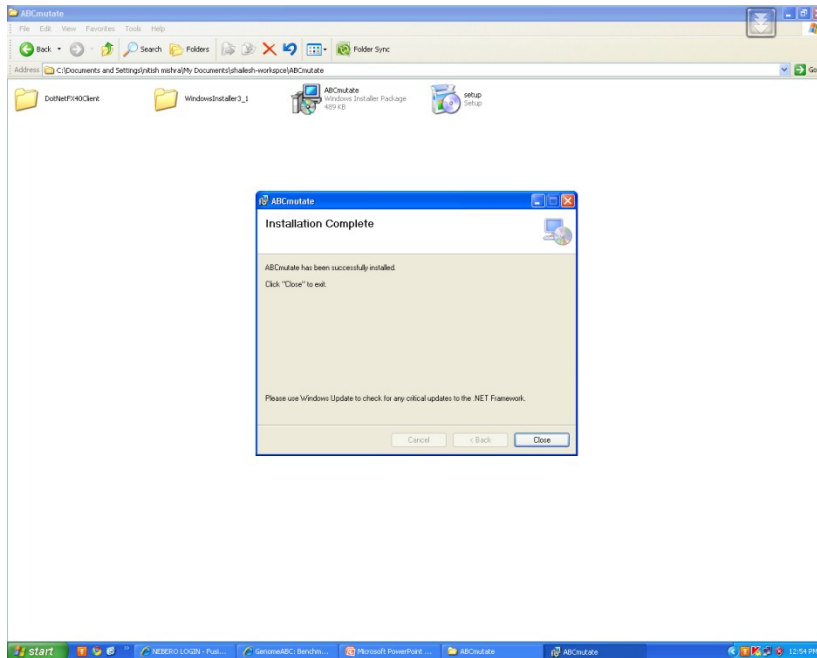 ABCmutate
File Edit View Favorites Tools Help
Back Search Folders Folder Sync
Address C:\Documents and Settings\nitish mishra\My Documents\shailesh-workspce\ABCmutate Go
DotNetFX40Client
WindowsInstaller3_1
ABCmutate
Windows Installer Package
489 KB
setup
Setup
ABCmutate
Installation Complete
ABCmutate has been successfully installed.
Click "Close" to exit.
Please use Windows Update to check for any critical updates to the .NET Framework.
Cancel < Back Close
start NEBERO LOGIN - Fusi... GenomeABC: Benchm... Microsoft PowerPoint ... ABCmutate ABCmutate 12:54 PM